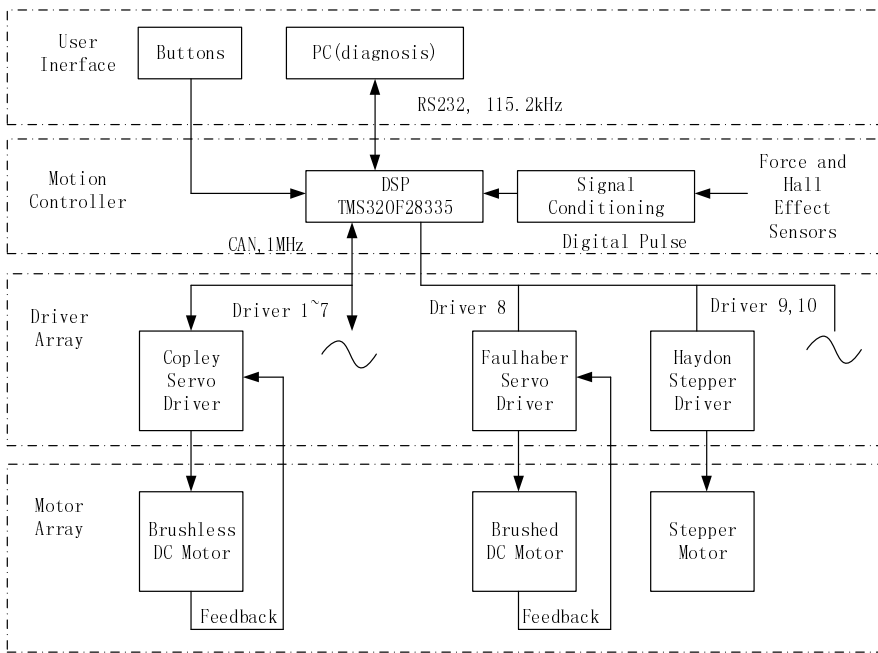 User
Inerface
Buttons
PC(diagnosis)
RS232, 115.2kHz
Motion
Controller
DSP
TMS320F28335
Signal
Conditioning
Force and
Hall
Effect
Sensors
CAN,1MHz
Digital Pulse
Driver
Array
Driver 1~7
Driver 8
Driver 9,10
Copley
Servo
Driver
Faulhaber
Servo
Driver
Haydon
Stepper
Driver
Motor
Array
Brushless
DC Motor
Brushed
DC Motor
Stepper
Motor
Feedback
Feedback